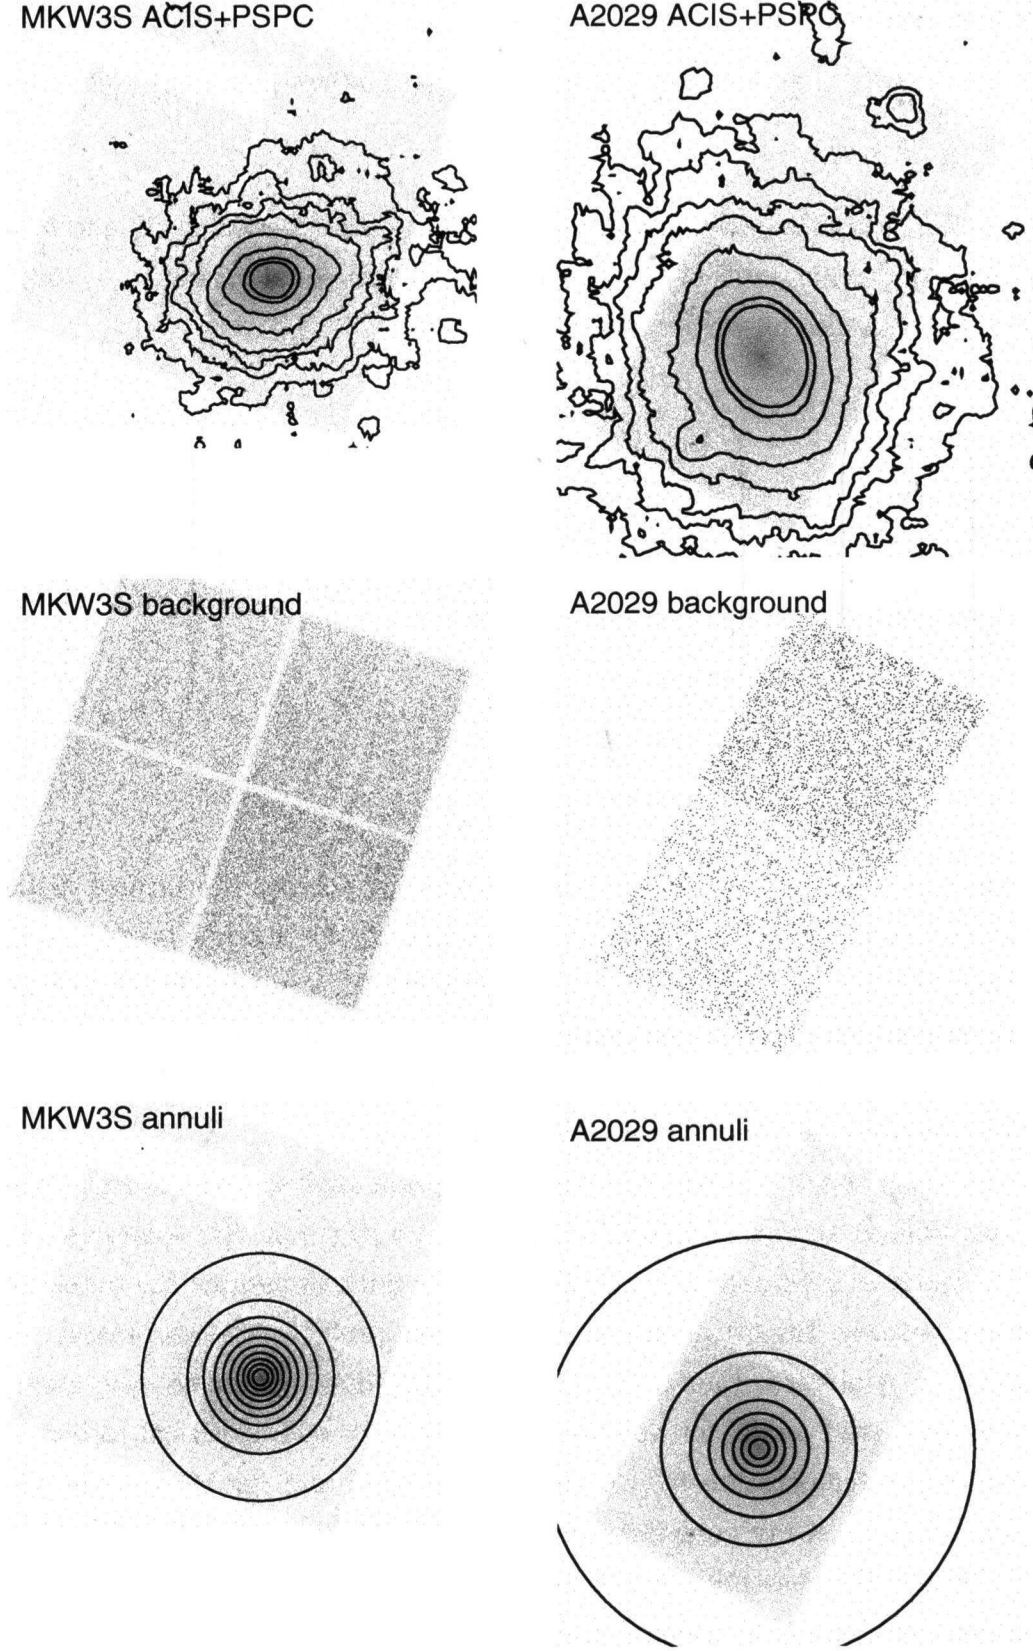 MKW3S ACIS+PSPC
A2029 ACIS+PSPC
MKW3S background
A2029 background
MKW3S annuli
A2029 annuli